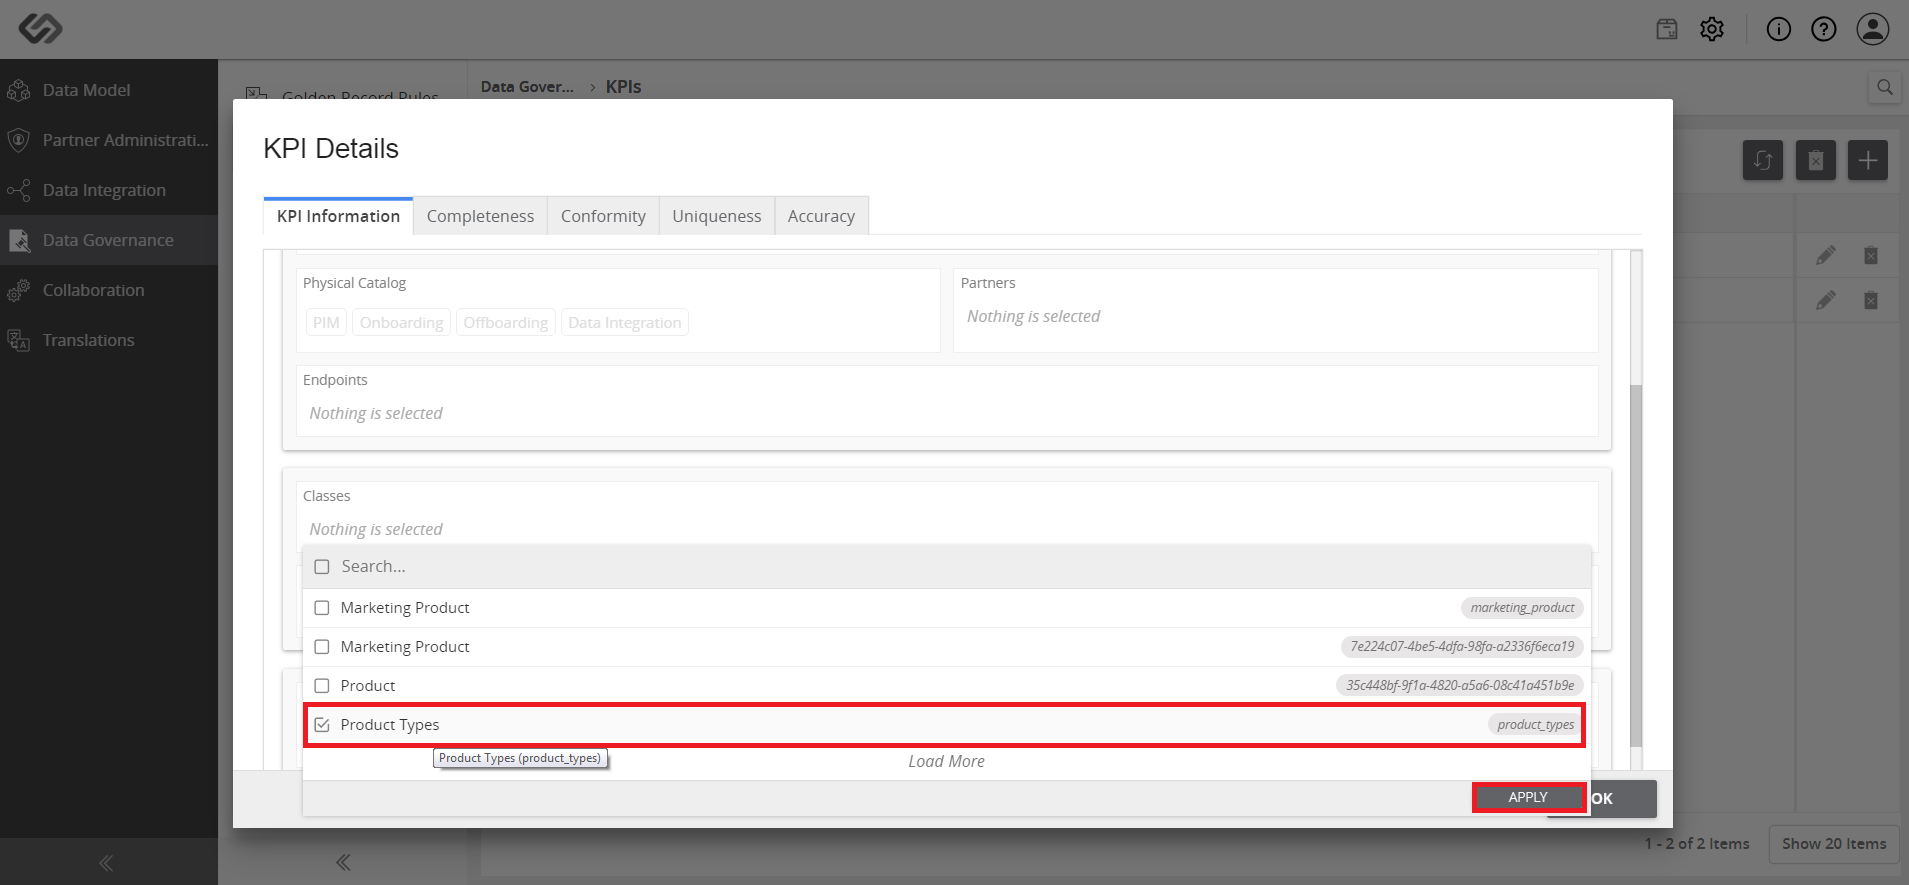 Data Model
Partner Administrati...
Data Integration
Data Governance
Collaboration
Translations
Golden Record Rules
Data Gover... › KPIs
KPI Details
KPI Information
Completeness
Conformity
Uniqueness
Accuracy
Physical Catalog
PIM
Onboarding
Offboarding
Data Integration
Partners
Nothing is selected
Endpoints
Nothing is selected
Classes
Nothing is selected
Search...
Marketing Product
marketing_product
Marketing Product
7e224c07-4be5-4dfa-98fa-a2336f6eca19
Product
35c448bf-9f1a-4820-a5a6-08c41a451b9e
Product Types
product_types
Product Types (product_types)
Load More
APPLY
OK
1 - 2 of 2 Items
Show 20 Items